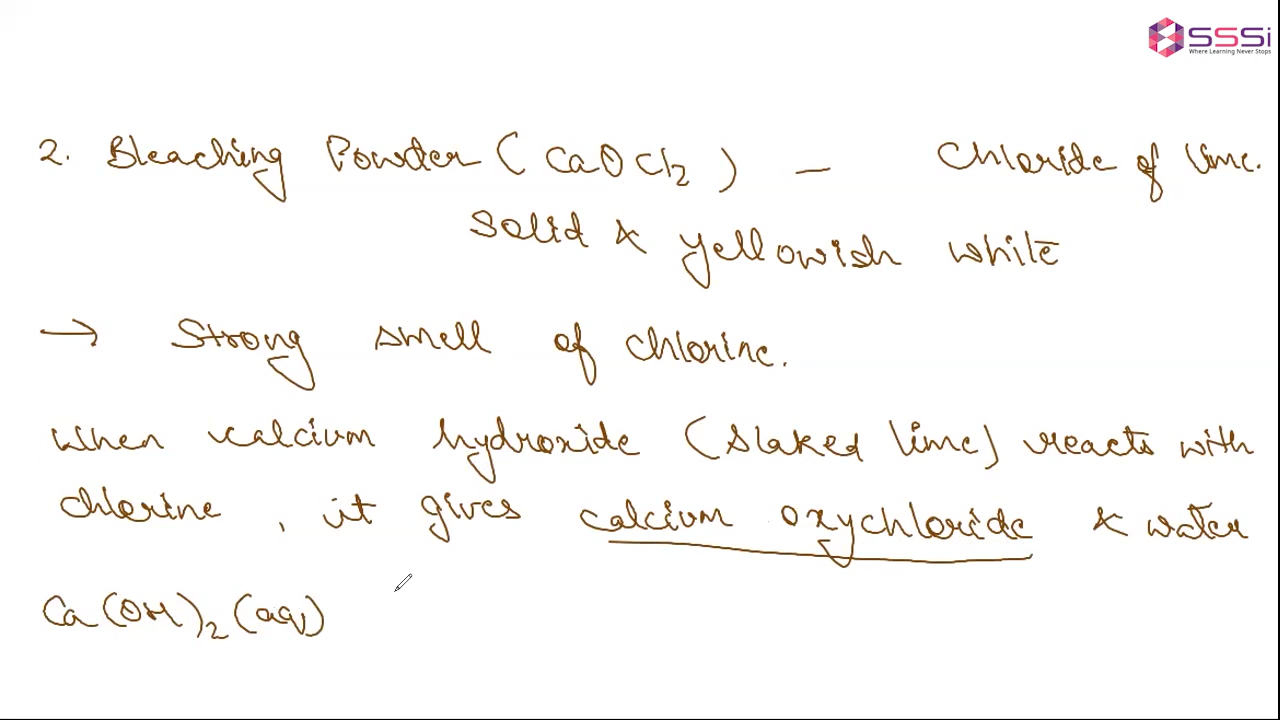 SSSi
Where Learning Never Stops
2. Bleaching Powder (CaOCl2) - Chloride of lime.
Solid & yellowish white
→ Strong smell of chlorine.
When calcium hydroxide (slaked lime) reacts with
chlorine, it gives calcium oxychloride & water
Ca(OH)2 (aq)